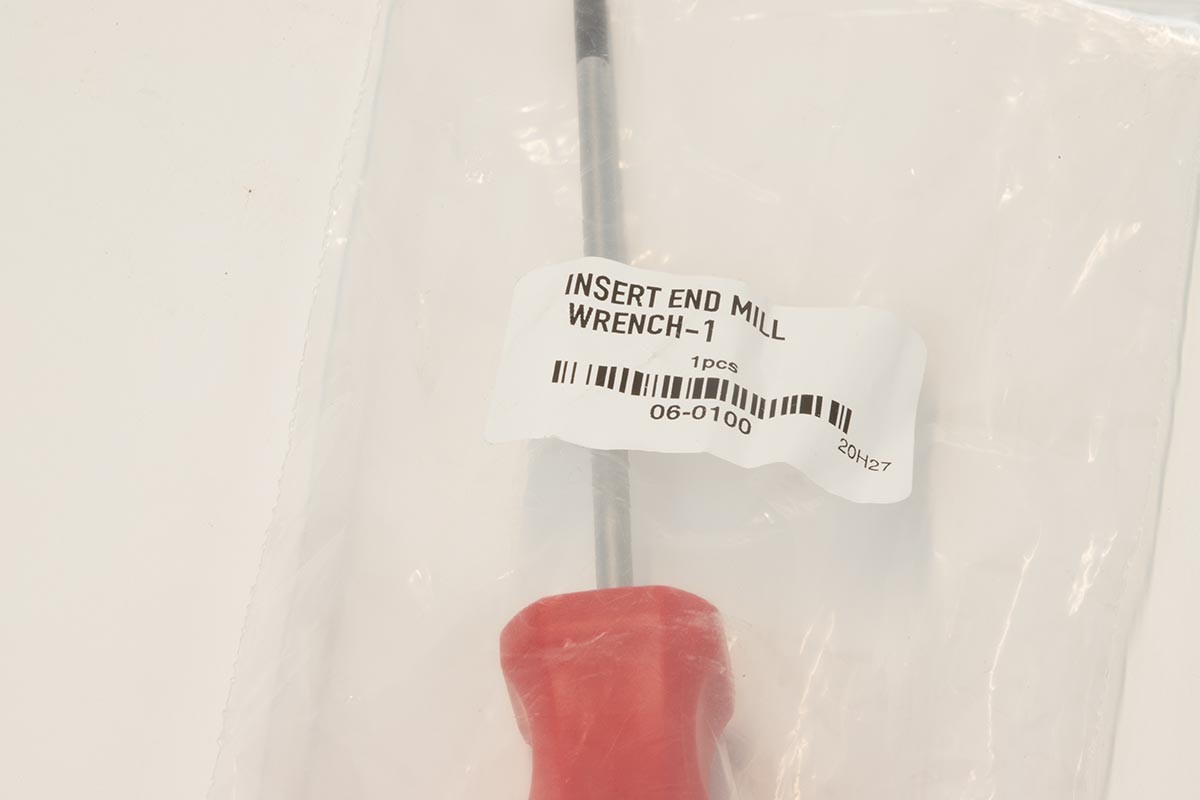 INSERT END MILL
WRENCH-1
1pcs
06-0100
20H27